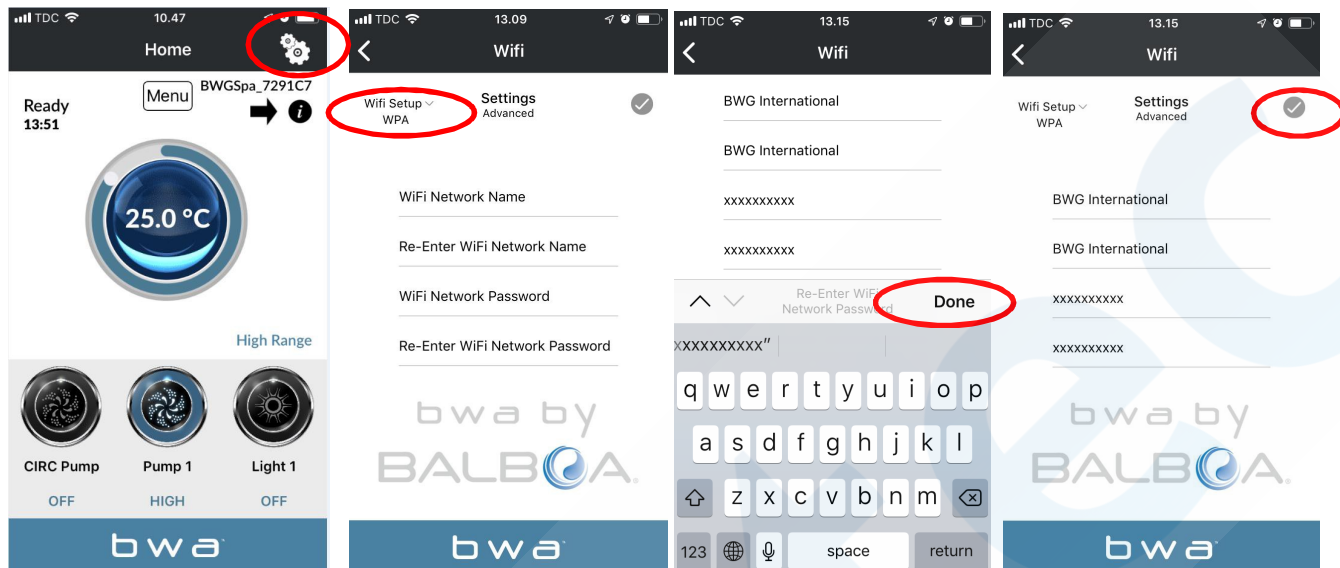 TDC 10.47
Home
Ready
13:51
Menu
BWGSpa_7291C7
i
25.0 °C
High Range
CIRC Pump Pump 1 Light 1
OFF HIGH OFF
bwa
TDC 13.09
Wifi
Wifi Setup
WPA
Settings
Advanced
WiFi Network Name
Re-Enter WiFi Network Name
WiFi Network Password
Re-Enter WiFi Network Password
bwa by
BALBOA.
bwa
TDC 13.15
Wifi
BWG International
BWG International
xxxxxxxxxx
xxxxxxxxxx
Re-Enter WiFi
Network Password
Done
xxxxxxxxxx"
q w e r t y u i o p
a s d f g h j k l
z x c v b n m
123 space return
TDC 13.15
Wifi
Wifi Setup
WPA
Settings
Advanced
BWG International
BWG International
xxxxxxxxxx
xxxxxxxxxx
bwa by
BALBOA.
bwa